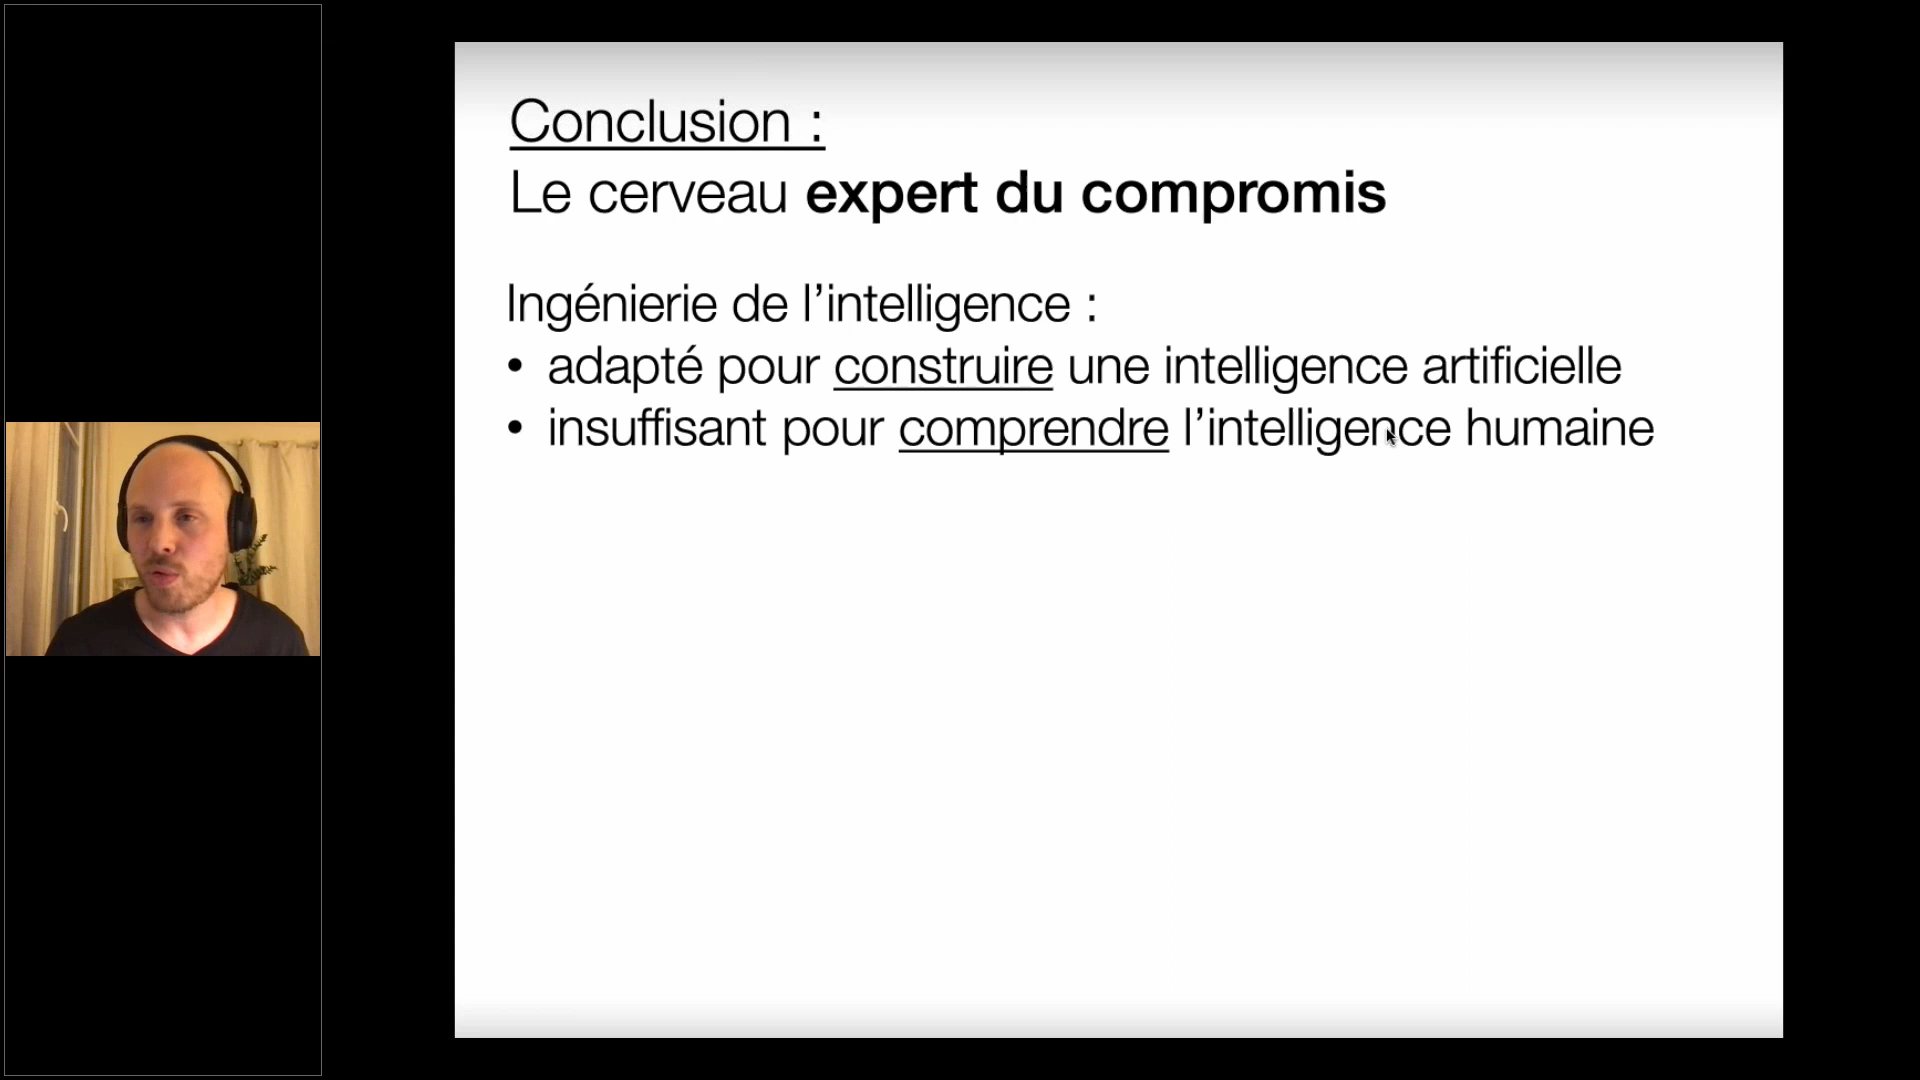 Conclusion :
Le cerveau expert du compromis
Ingénierie de l’intelligence :
• adapté pour construire une intelligence artificielle
• insuffisant pour comprendre l’intelligence humaine